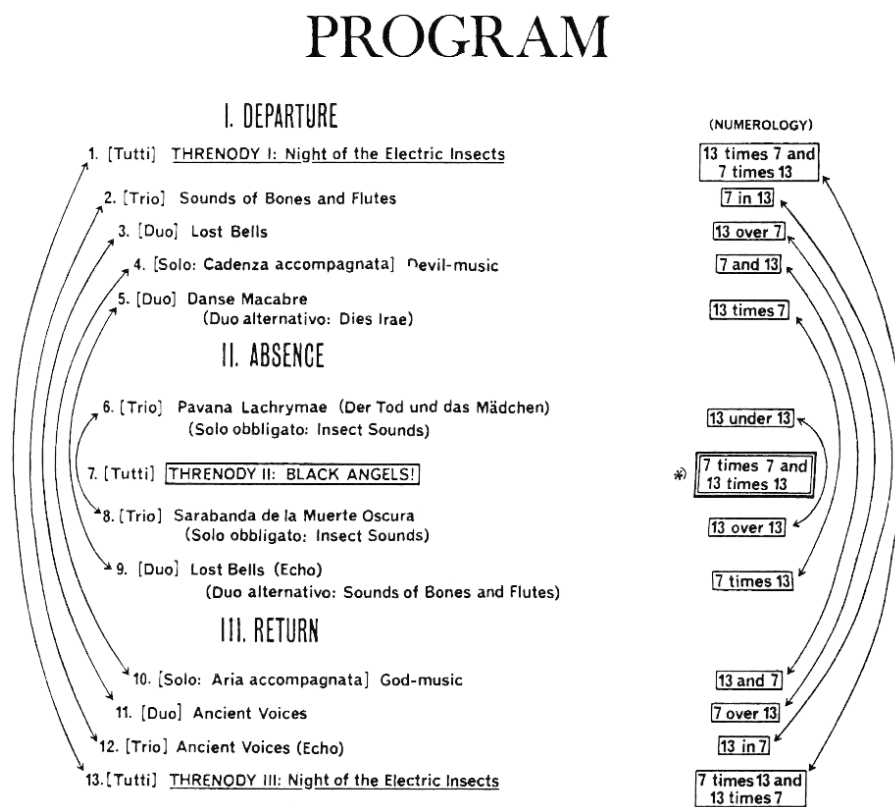 PROGRAM
I. DEPARTURE
(NUMEROLOGY)
1. [Tutti] THRENODY I: Night of the Electric Insects
13 times 7 and
7 times 13
2. [Trio] Sounds of Bones and Flutes
7 in 13
3. [Duo] Lost Bells
13 over 7
4. [Solo: Cadenza accompagnata] Devil-music
7 and 13
5. [Duo] Danse Macabre
13 times 7
(Duo alternativo: Dies Irae)
II. ABSENCE
6. [Trio] Pavana Lachrymae (Der Tod und das Mädchen)
13 under 13
(Solo obbligato: Insect Sounds)
7. [Tutti] THRENODY II: BLACK ANGELS!
*) 7 times 7 and
13 times 13
8. [Trio] Sarabanda de la Muerte Oscura
13 over 13
(Solo obbligato: Insect Sounds)
9. [Duo] Lost Bells (Echo)
7 times 13
(Duo alternativo: Sounds of Bones and Flutes)
III. RETURN
10. [Solo: Aria accompagnata] God-music
13 and 7
11. [Duo] Ancient Voices
7 over 13
12. [Trio] Ancient Voices (Echo)
13 in 7
13. [Tutti] THRENODY III: Night of the Electric Insects
7 times 13 and
13 times 7